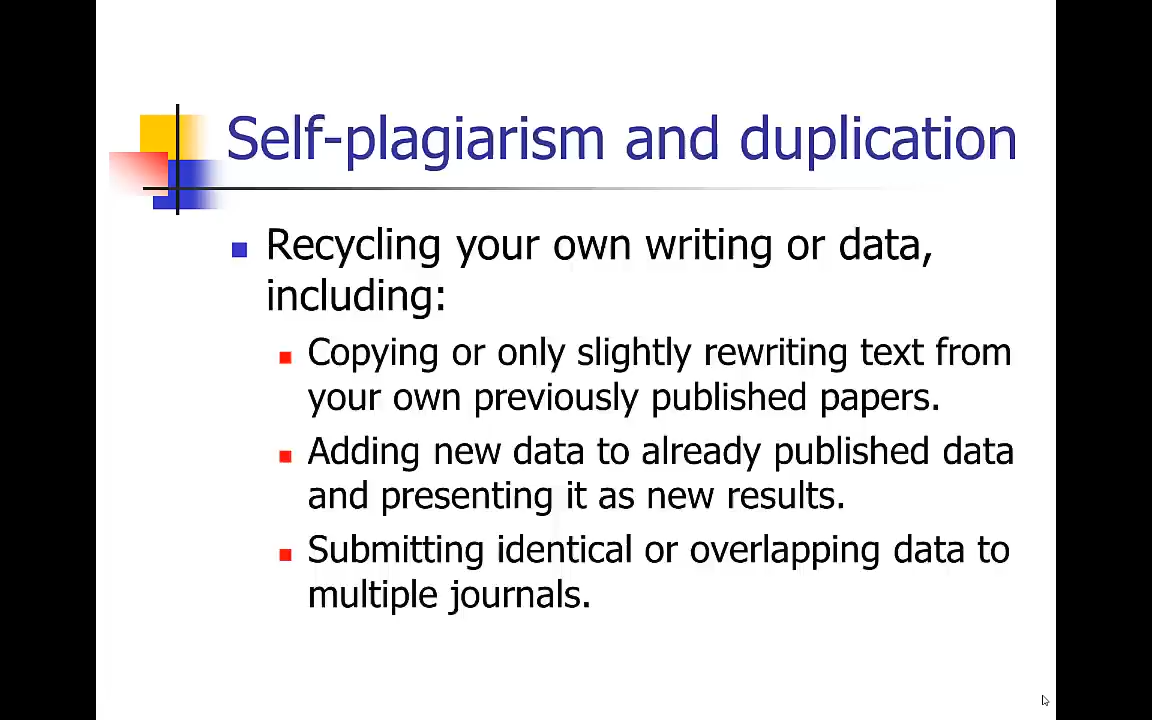 Self-plagiarism and duplication
Recycling your own writing or data,
including:
Copying or only slightly rewriting text from
your own previously published papers.
Adding new data to already published data
and presenting it as new results.
Submitting identical or overlapping data to
multiple journals.